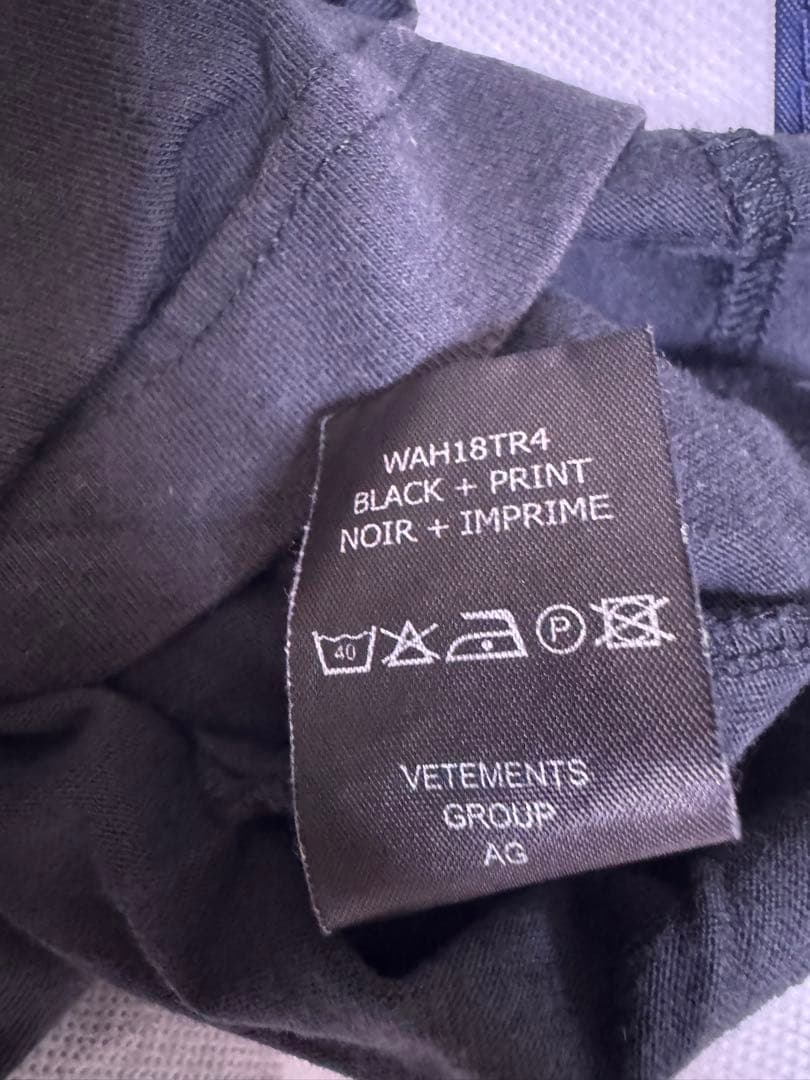 WAH18TR4
BLACK + PRINT
NOIR + IMPRIME
40
P
VETEMENTS
GROUP
AG